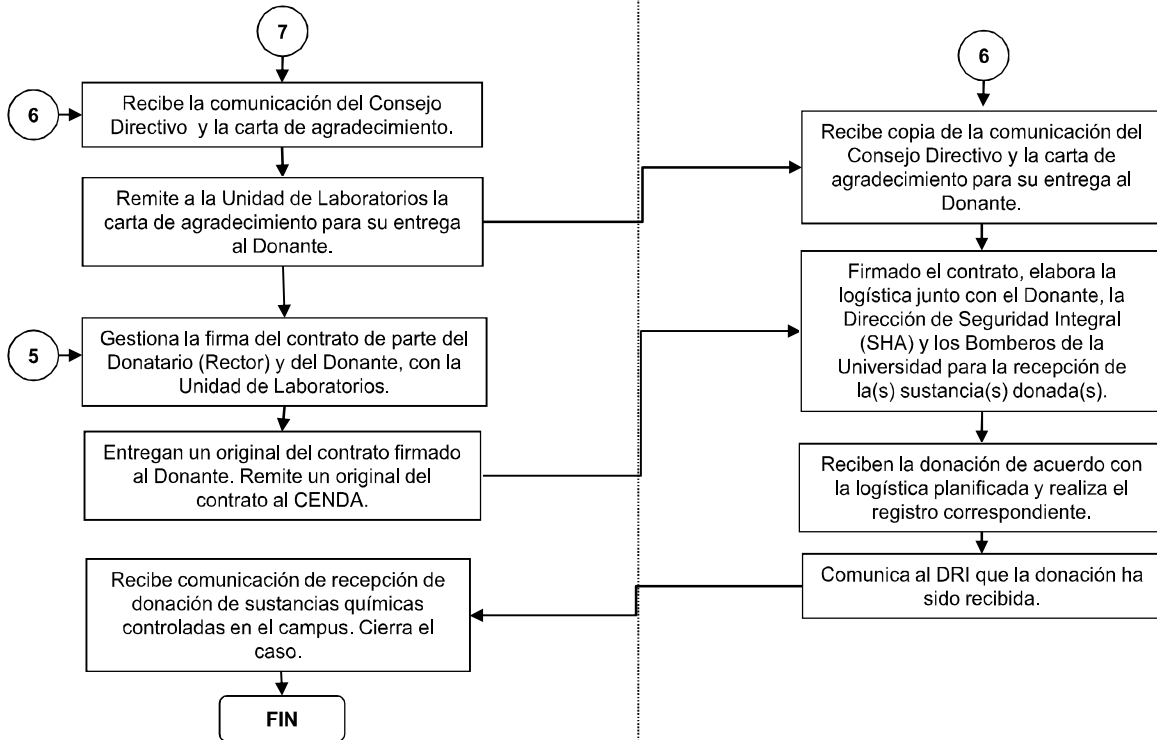 7
6
Recibe la comunicación del Consejo
Directivo y la carta de agradecimiento.
Remite a la Unidad de Laboratorios la
carta de agradecimiento para su entrega
al Donante.
5
Gestiona la firma del contrato de parte del
Donatario (Rector) y del Donante, con la
Unidad de Laboratorios.
Entregan un original del contrato firmado
al Donante. Remite un original del
contrato al CENDA.
Recibe comunicación de recepción de
donación de sustancias químicas
controladas en el campus. Cierra el
caso.
FIN
6
Recibe copia de la comunicación del
Consejo Directivo y la carta de
agradecimiento para su entrega al
Donante.
Firmado el contrato, elabora la
logística junto con el Donante, la
Dirección de Seguridad Integral
(SHA) y los Bomberos de la
Universidad para la recepción de
la(s) sustancia(s) donada(s).
Reciben la donación de acuerdo con
la logística planificada y realiza el
registro correspondiente.
Comunica al DRI que la donación ha
sido recibida.